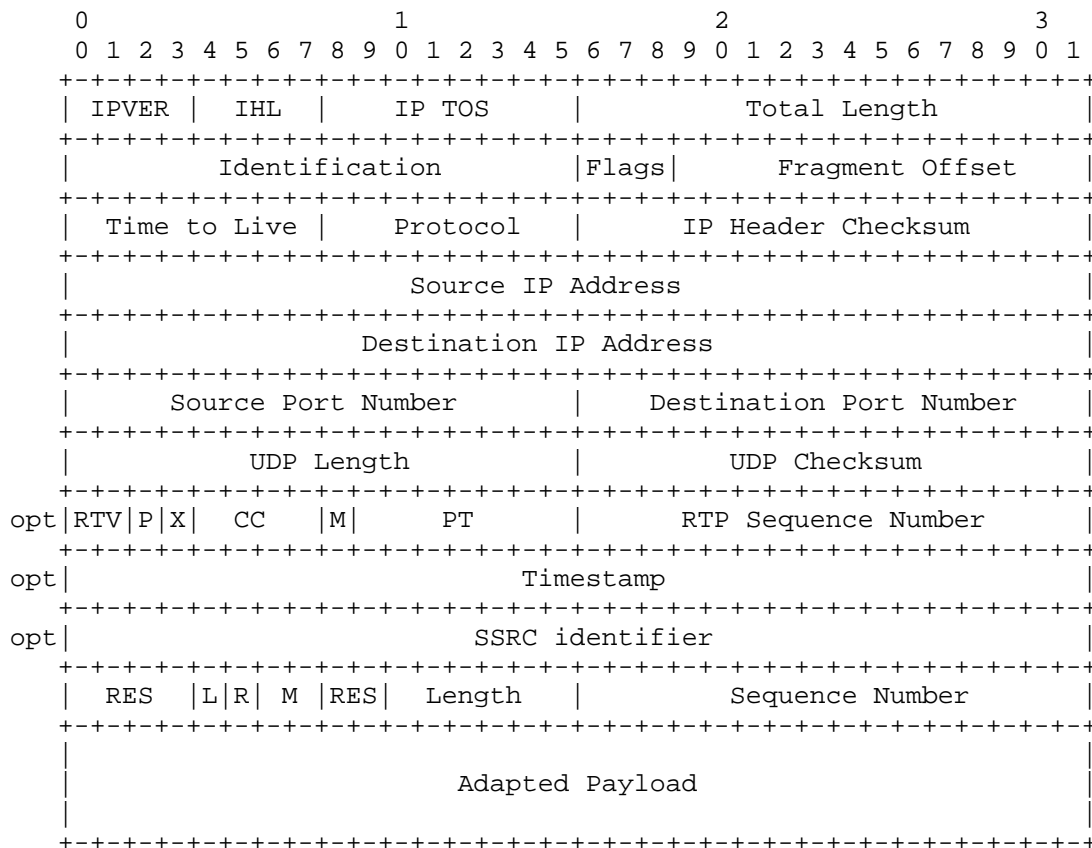 0 1 2 3
0 1 2 3 4 5 6 7 8 9 0 1 2 3 4 5 6 7 8 9 0 1 2 3 4 5 6 7 8 9 0 1
+-+-+-+-+-+-+-+-+-+-+-+-+-+-+-+-+-+-+-+-+-+-+-+-+-+-+-+-+-+-+-+-+
| IPVER | IHL | IP TOS | Total Length |
+-+-+-+-+-+-+-+-+-+-+-+-+-+-+-+-+-+-+-+-+-+-+-+-+-+-+-+-+-+-+-+-+
| Identification |Flags| Fragment Offset |
+-+-+-+-+-+-+-+-+-+-+-+-+-+-+-+-+-+-+-+-+-+-+-+-+-+-+-+-+-+-+-+-+
| Time to Live | Protocol | IP Header Checksum |
+-+-+-+-+-+-+-+-+-+-+-+-+-+-+-+-+-+-+-+-+-+-+-+-+-+-+-+-+-+-+-+-+
| Source IP Address |
+-+-+-+-+-+-+-+-+-+-+-+-+-+-+-+-+-+-+-+-+-+-+-+-+-+-+-+-+-+-+-+-+
| Destination IP Address |
+-+-+-+-+-+-+-+-+-+-+-+-+-+-+-+-+-+-+-+-+-+-+-+-+-+-+-+-+-+-+-+-+
| Source Port Number | Destination Port Number |
+-+-+-+-+-+-+-+-+-+-+-+-+-+-+-+-+-+-+-+-+-+-+-+-+-+-+-+-+-+-+-+-+
| UDP Length | UDP Checksum |
+-+-+-+-+-+-+-+-+-+-+-+-+-+-+-+-+-+-+-+-+-+-+-+-+-+-+-+-+-+-+-+-+
opt|RTV|P|X| CC |M| PT | RTP Sequence Number |
+-+-+-+-+-+-+-+-+-+-+-+-+-+-+-+-+-+-+-+-+-+-+-+-+-+-+-+-+-+-+-+-+
opt| Timestamp |
+-+-+-+-+-+-+-+-+-+-+-+-+-+-+-+-+-+-+-+-+-+-+-+-+-+-+-+-+-+-+-+-+
opt| SSRC identifier |
+-+-+-+-+-+-+-+-+-+-+-+-+-+-+-+-+-+-+-+-+-+-+-+-+-+-+-+-+-+-+-+-+
| RES |L|R| M |RES| Length | Sequence Number |
+-+-+-+-+-+-+-+-+-+-+-+-+-+-+-+-+-+-+-+-+-+-+-+-+-+-+-+-+-+-+-+-+
| |
| Adapted Payload |
| |
+-+-+-+-+-+-+-+-+-+-+-+-+-+-+-+-+-+-+-+-+-+-+-+-+-+-+-+-+-+-+-+-+